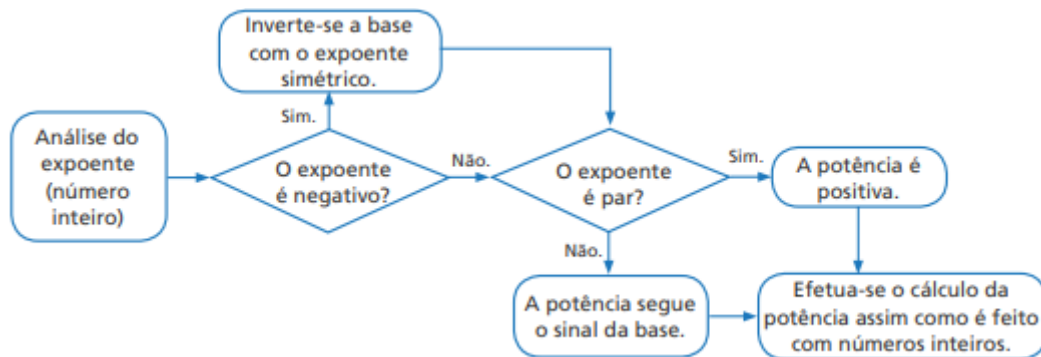 Inverte-se a base
com o expoente
simétrico.
Sim.
Análise do
expoente
(número
inteiro)
O expoente
é negativo?
Não.
O expoente
é par?
Sim.
A potência é
positiva.
Não.
A potência segue
o sinal da base.
Efetua-se o cálculo da
potência assim como é feito
com números inteiros.